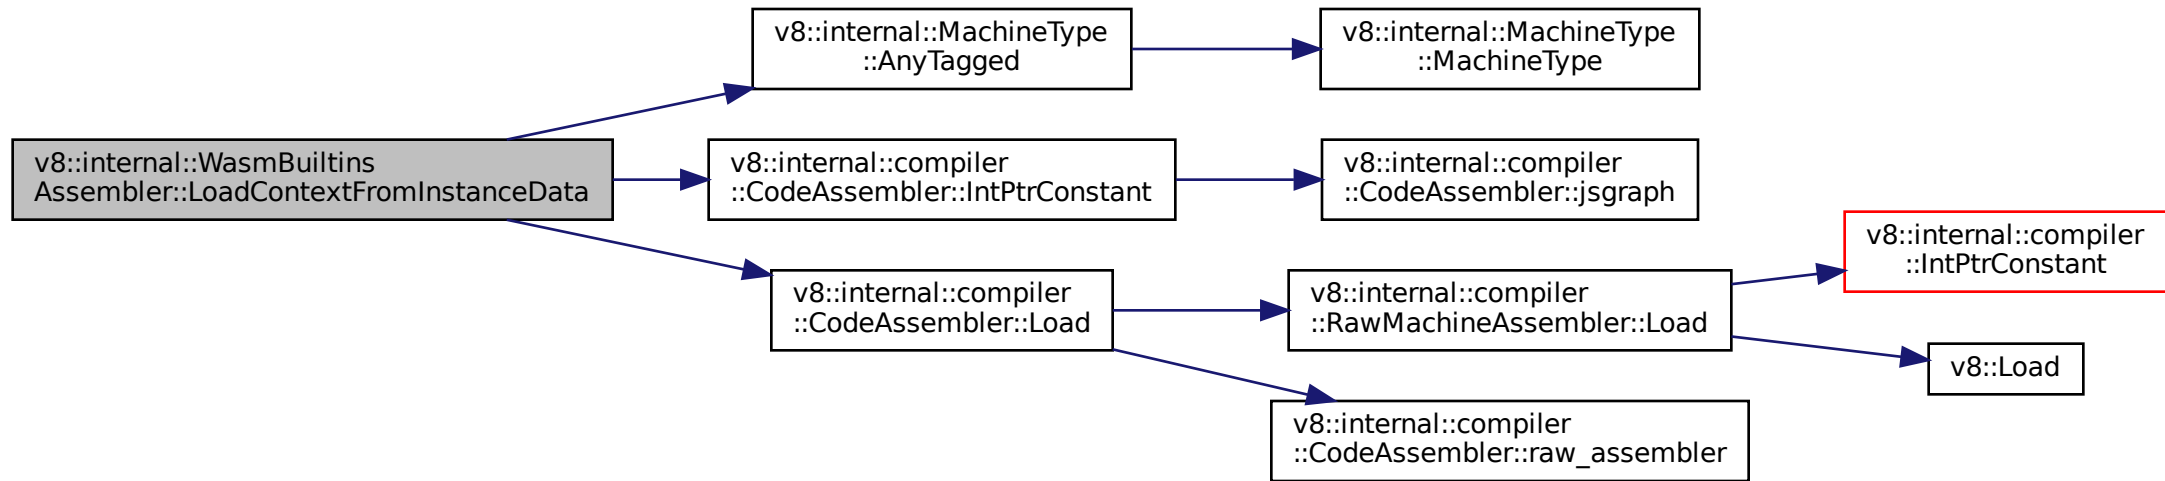 v8::internal::MachineType
::AnyTagged
v8::internal::MachineType
::MachineType
v8::internal::WasmBuiltins
Assembler::LoadContextFromInstanceData
v8::internal::compiler
::CodeAssembler::IntPtrConstant
v8::internal::compiler
::CodeAssembler::jsgraph
v8::internal::compiler
::CodeAssembler::Load
v8::internal::compiler
::RawMachineAssembler::Load
v8::internal::compiler
::IntPtrConstant
v8::Load
v8::internal::compiler
::CodeAssembler::raw_assembler